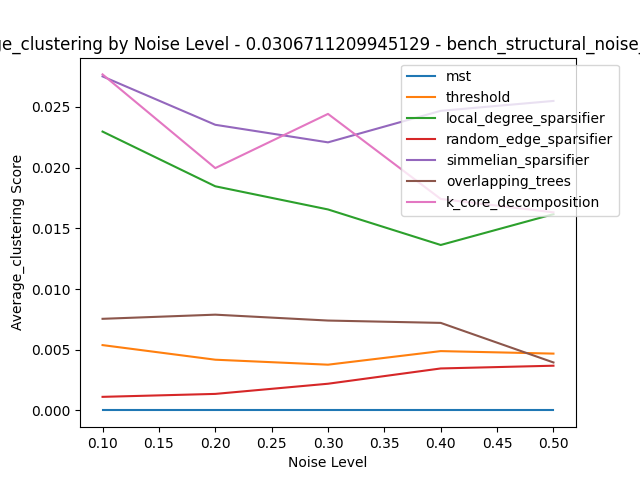 ge_clustering by Noise Level - 0.0306711209945129 - bench_structural_noise_
mst
threshold
local_degree_sparsifier
random_edge_sparsifier
simmelian_sparsifier
overlapping_trees
k_core_decomposition
Average_clustering Score
0.025
0.020
0.015
0.010
0.005
0.000
0.10 0.15 0.20 0.25 0.30 0.35 0.40 0.45 0.50
Noise Level